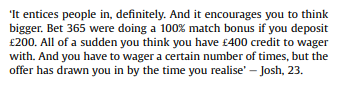 ‘It entices people in, definitely. And it encourages you to think
bigger. Bet 365 were doing a 100% match bonus if you deposit
£200. All of a sudden you think you have £400 credit to wager
with. And you have to wager a certain number of times, but the
offer has drawn you in by the time you realise’ – Josh, 23.